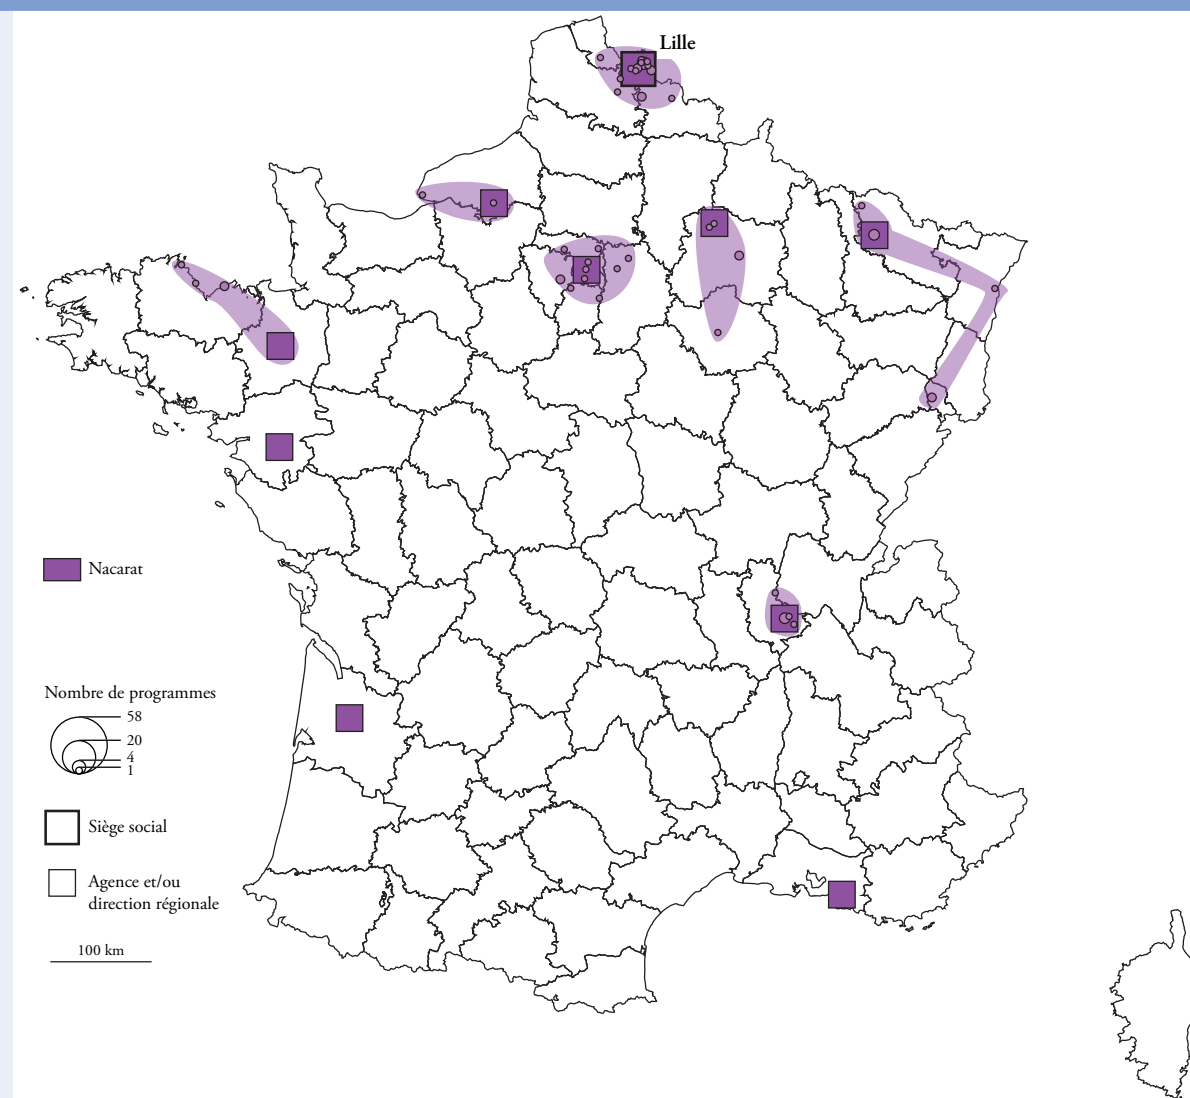 Lille
Nacarat
Nombre de programmes
58
20
4
1
Siège social
Agence et/ou
direction régionale
100 km